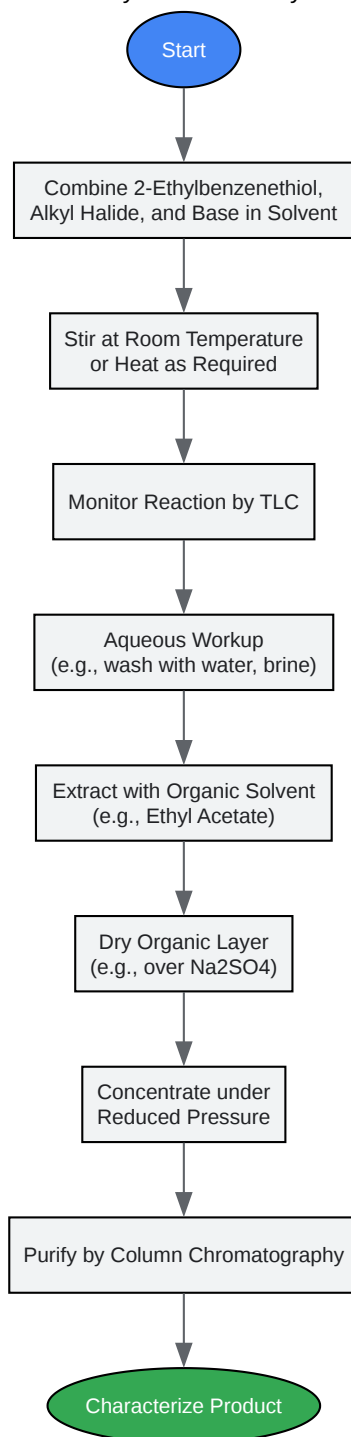 Start
Combine 2-Ethylbenzenethiol,
Alkyl Halide, and Base in Solvent
Stir at Room Temperature
or Heat as Required
Monitor Reaction by TLC
Aqueous Workup
(e.g., wash with water, brine)
Extract with Organic Solvent
(e.g., Ethyl Acetate)
Dry Organic Layer
(e.g., over Na2SO4)
Concentrate under
Reduced Pressure
Purify by Column Chromatography
Characterize Product